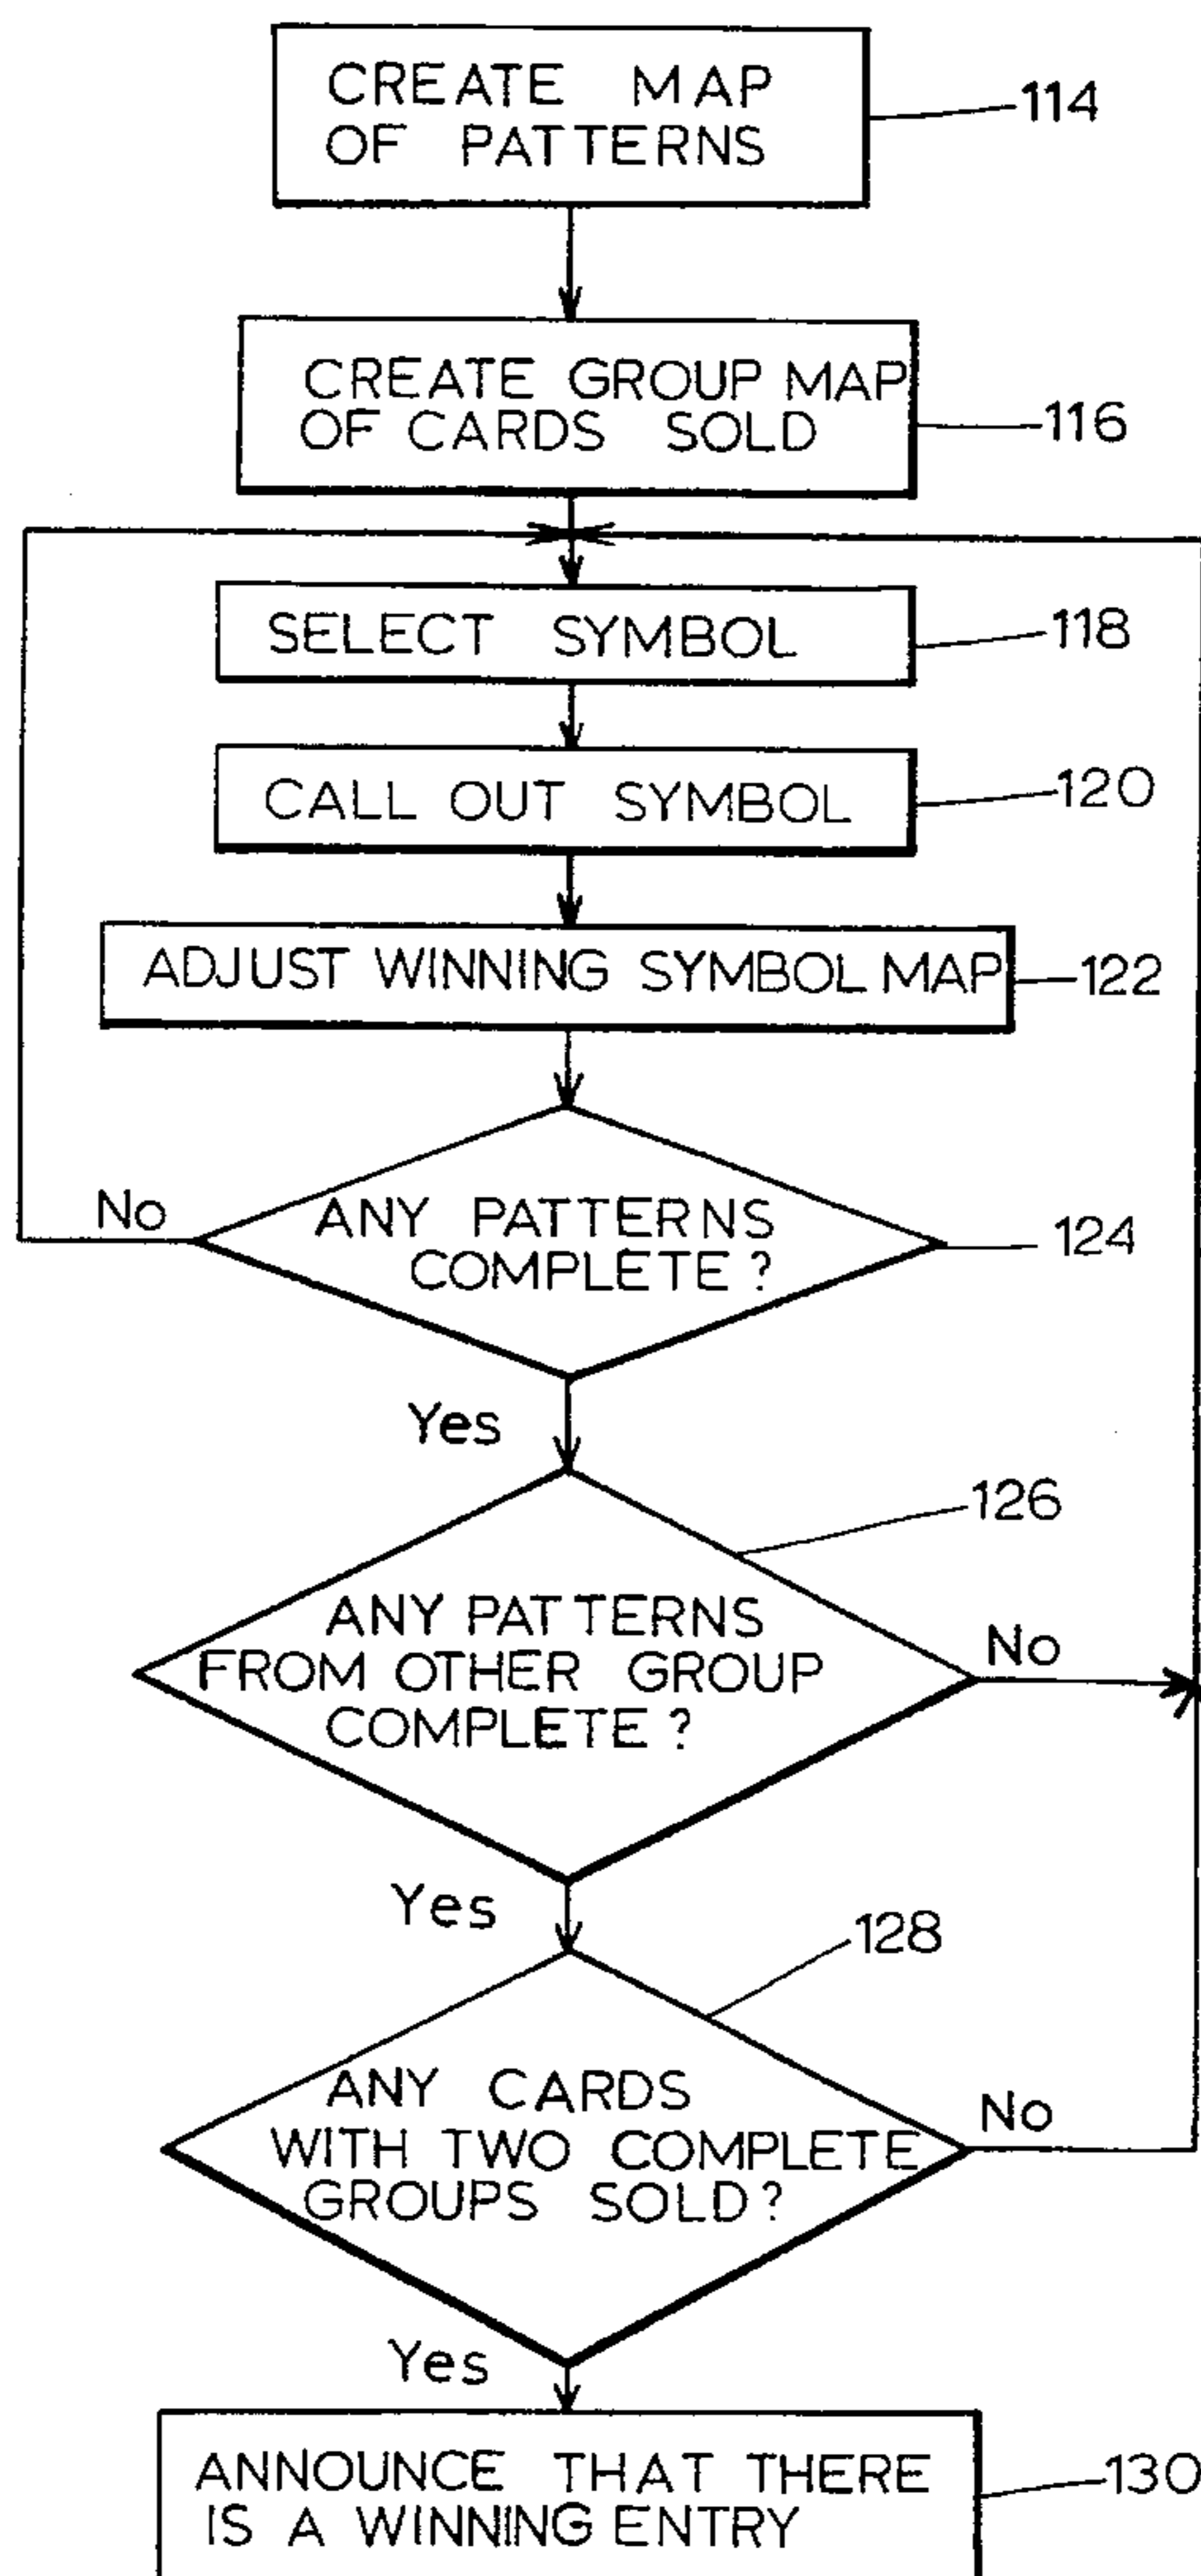 CREATE MAP
OF PATTERNS
114
CREATE GROUP MAP
OF CARDS SOLD
116
SELECT SYMBOL
118
CALL OUT SYMBOL
120
ADJUST WINNING SYMBOL MAP
122
No
ANY PATTERNS
COMPLETE?
124
Yes
126
ANY PATTERNS
FROM OTHER GROUP
COMPLETE?
No
Yes
128
ANY CARDS
WITH TWO COMPLETE
GROUPS SOLD?
No
Yes
ANNOUNCE THAT THERE
IS A WINNING ENTRY
130